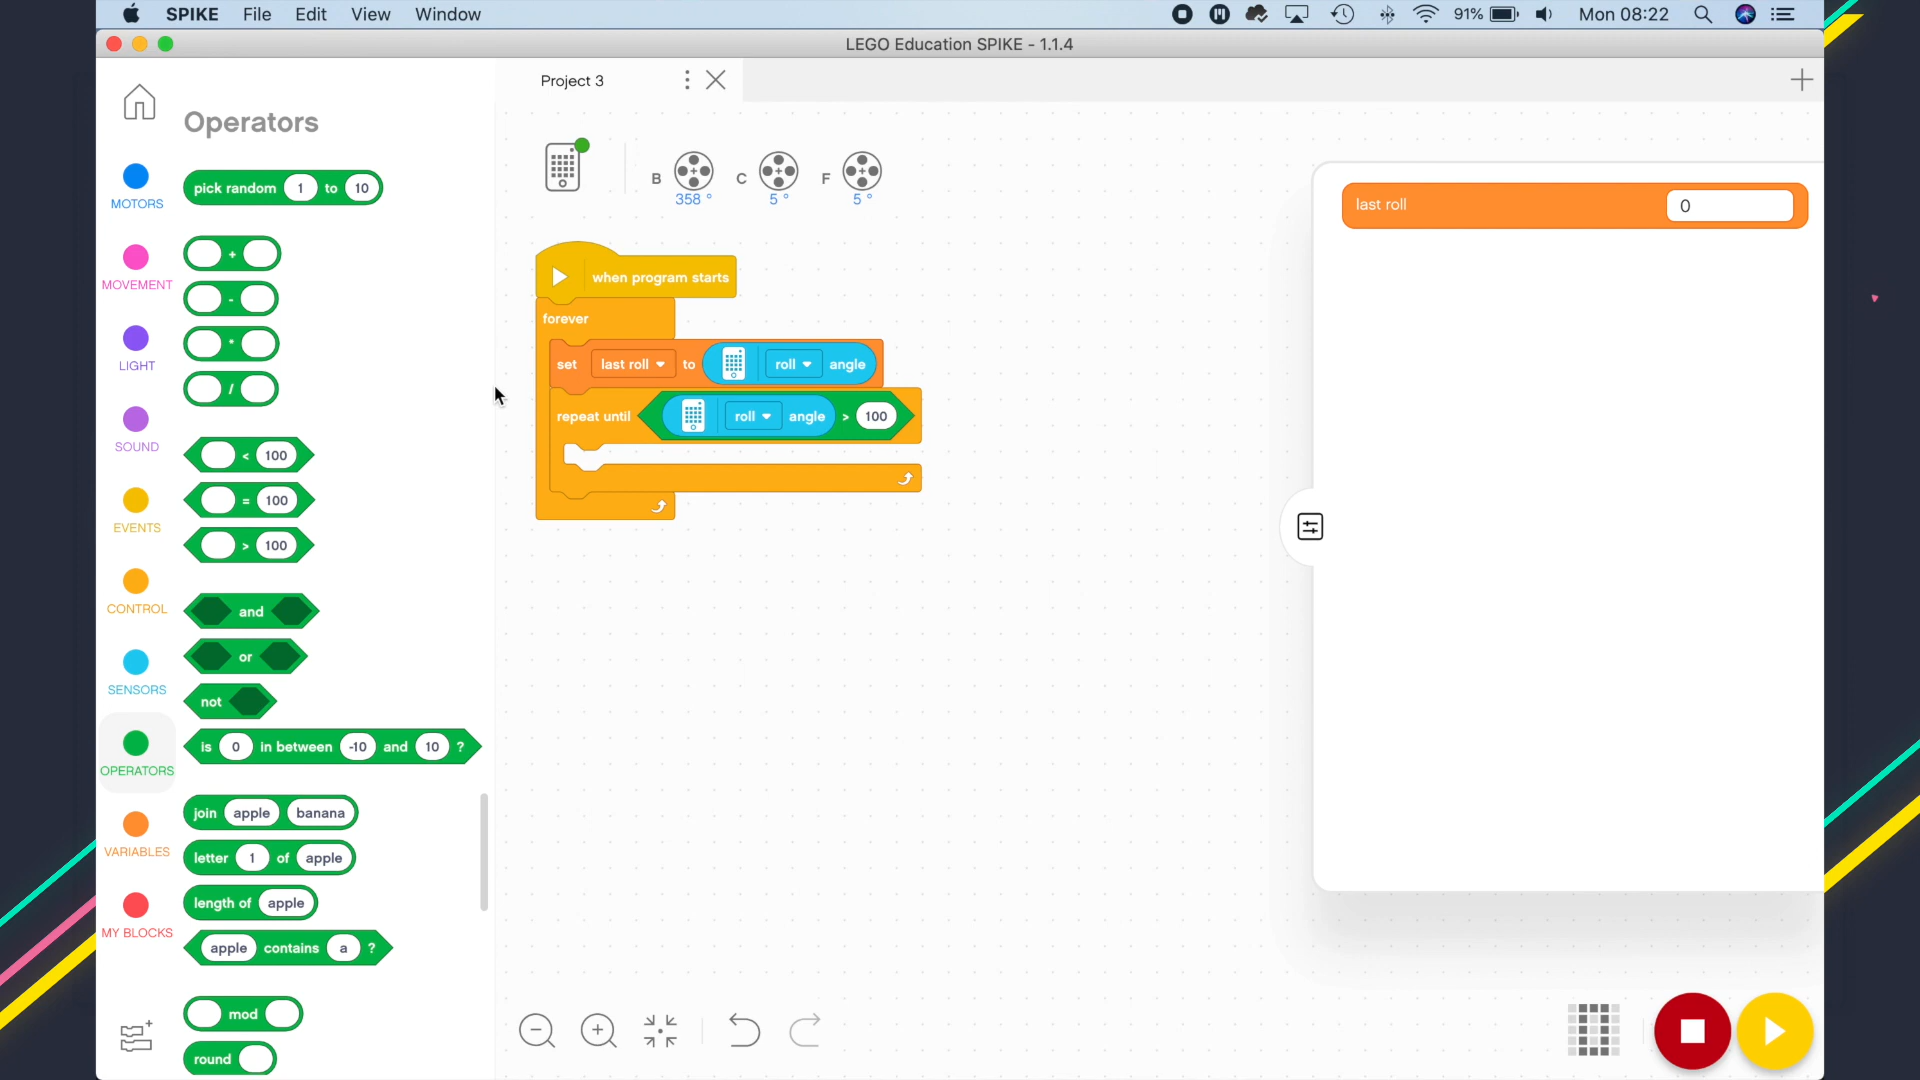 SPIKE File Edit View Window 91% Mon 08:22
LEGO Education SPIKE - 1.1.4
Project 3
Operators
MOTORS
MOVEMENT
LIGHT
SOUND
EVENTS
CONTROL
SENSORS
OPERATORS
VARIABLES
MY BLOCKS
pick random 1 to 10
+
-
*
/
< 100
= 100
> 100
and
or
not
is 0 in between -10 and 10 ?
join apple banana
letter 1 of apple
length of apple
apple contains a ?
mod
round
B 358 ° C 5 ° F 5 °
when program starts
forever
set last roll to roll angle
repeat until roll angle > 100
last roll 0